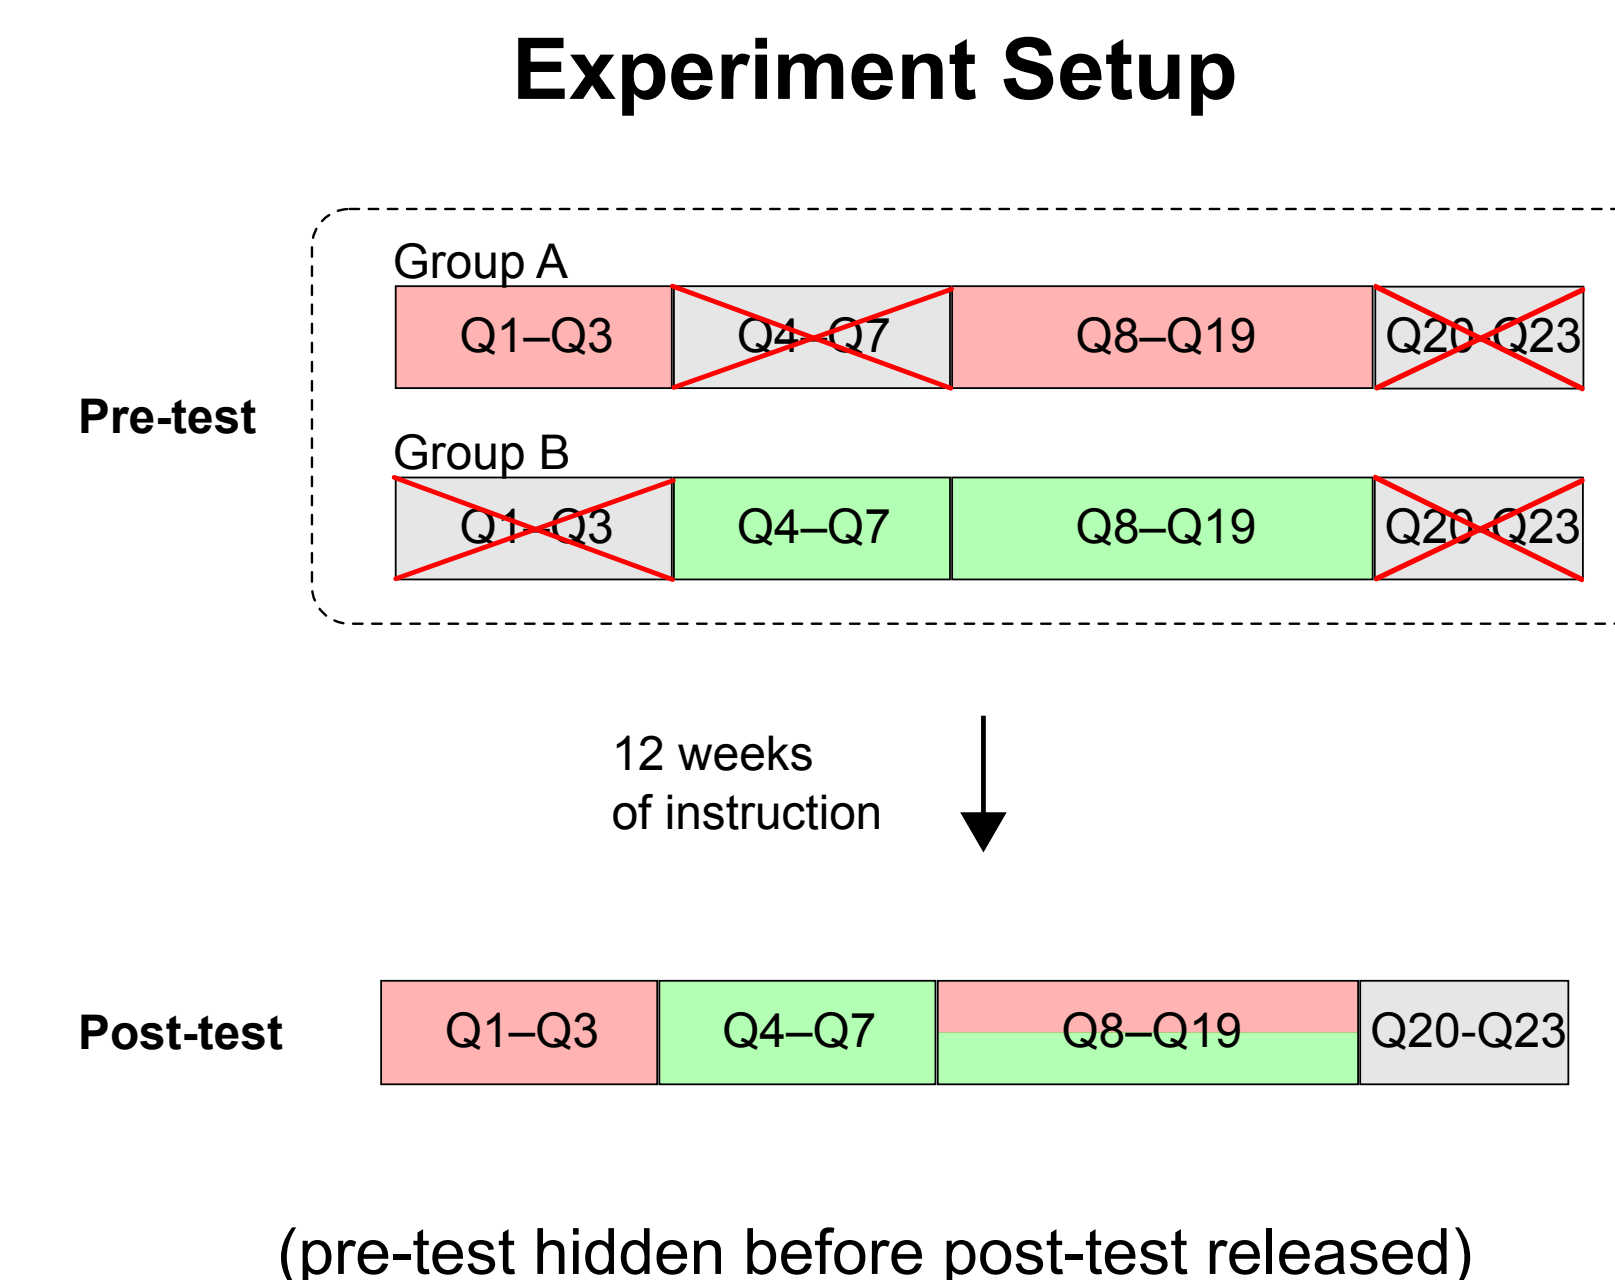 Experiment Setup
Group A
Q1–Q3 Q4–Q7 Q8–Q19 Q20-Q23
Pre-test
Group B
Q1–Q3 Q4–Q7 Q8–Q19 Q20-Q23
12 weeks
of instruction
Post-test Q1–Q3 Q4–Q7 Q8–Q19 Q20-Q23
(pre-test hidden before post-test released)